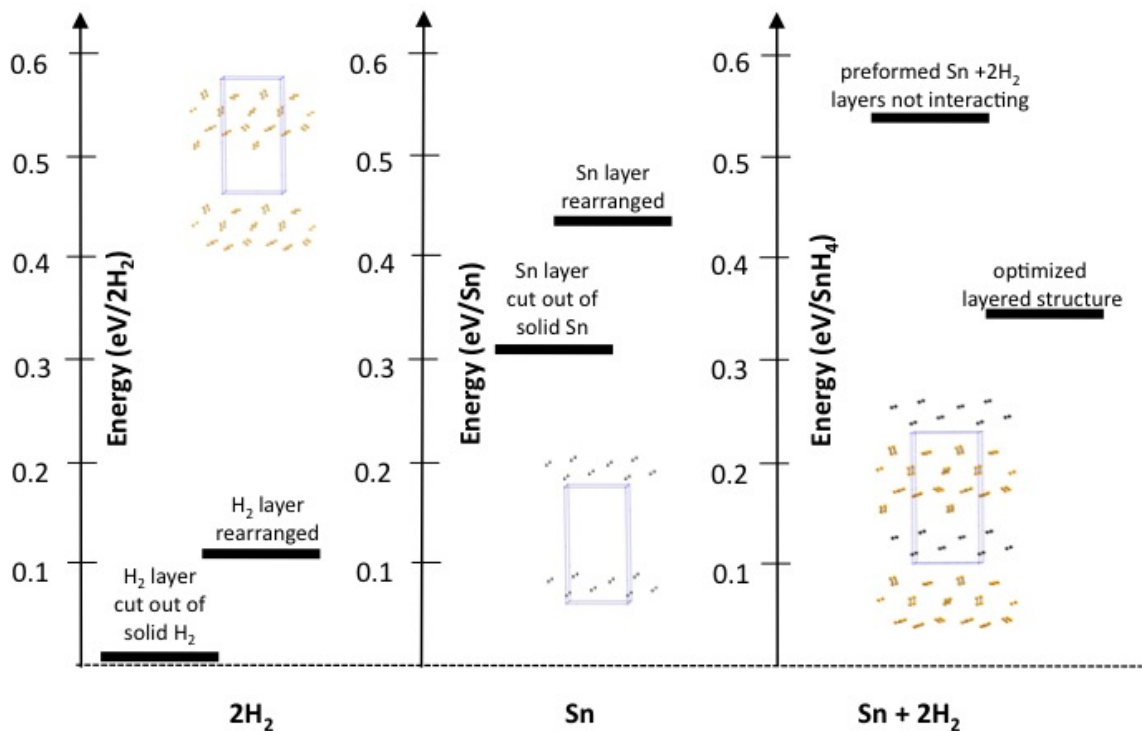 0.6
0.5
0.4
0.3
0.2
0.1
Energy (eV/2H₂)
H₂ layer
rearranged
H₂ layer
cut out of
solid H₂
2H₂
0.6
0.5
0.4
0.3
0.2
0.1
Energy (eV/Sn)
Sn layer
rearranged
Sn layer
cut out of
solid Sn
Sn
0.6
0.5
0.4
0.3
0.2
0.1
Energy (eV/SnH₄)
preformed Sn +2H₂
layers not interacting
optimized
layered structure
Sn + 2H₂